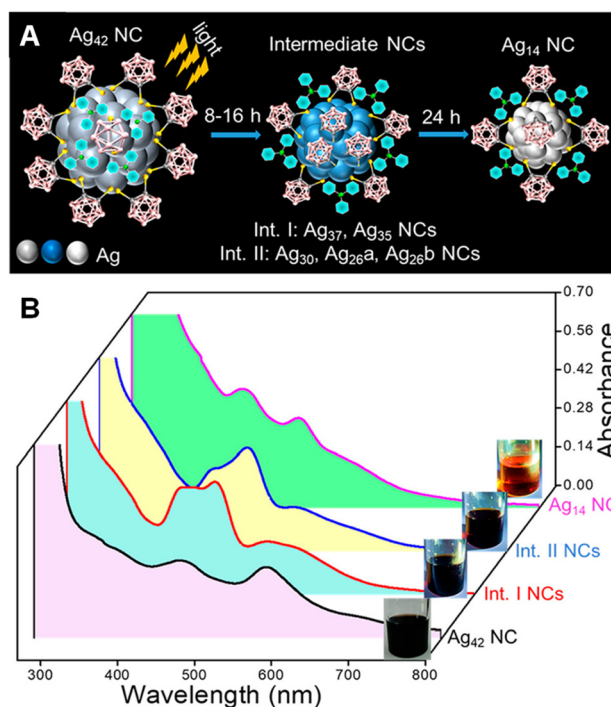 A
Ag42 NC
light
Intermediate NCs
Ag14 NC
8-16 h
24 h
Int. I: Ag37, Ag35 NCs
Int. II: Ag30, Ag26a, Ag26b NCs
Ag
B
0.70
0.56
0.42
0.28
0.14
0.00
Absorbance
Ag14 NC
Int. II NCs
Int. I NCs
Ag42 NC
300 400 500 600 700 800
Wavelength (nm)